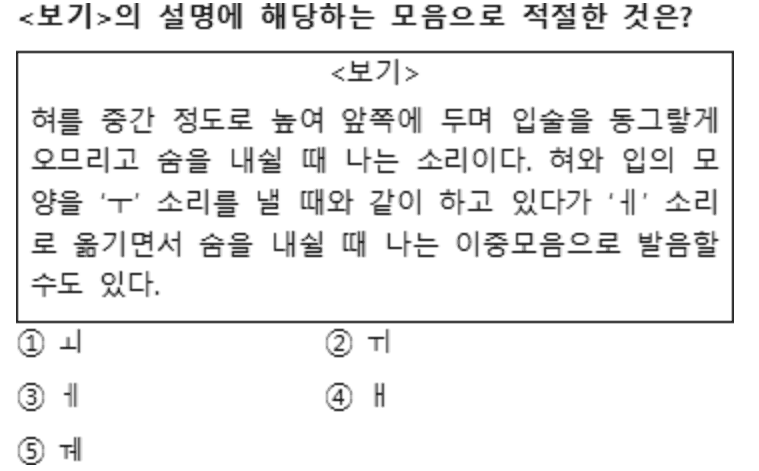 <보기>의 설명에 해당하는 모음으로 적절한 것은?
<보기>
혀를 중간 정도로 높여 앞쪽에 두며 입술을 동그랗게
오므리고 숨을 내쉴 때 나는 소리이다. 혀와 입의 모
양을 ‘ㅜ’ 소리를 낼 때와 같이 하고 있다가 ‘ㅔ’ 소리
로 옮기면서 숨을 내쉴 때 나는 이중모음으로 발음할
수도 있다.
① ㅚ ② ㅟ
③ ㅔ ④ ㅐ
⑤ ㅞ